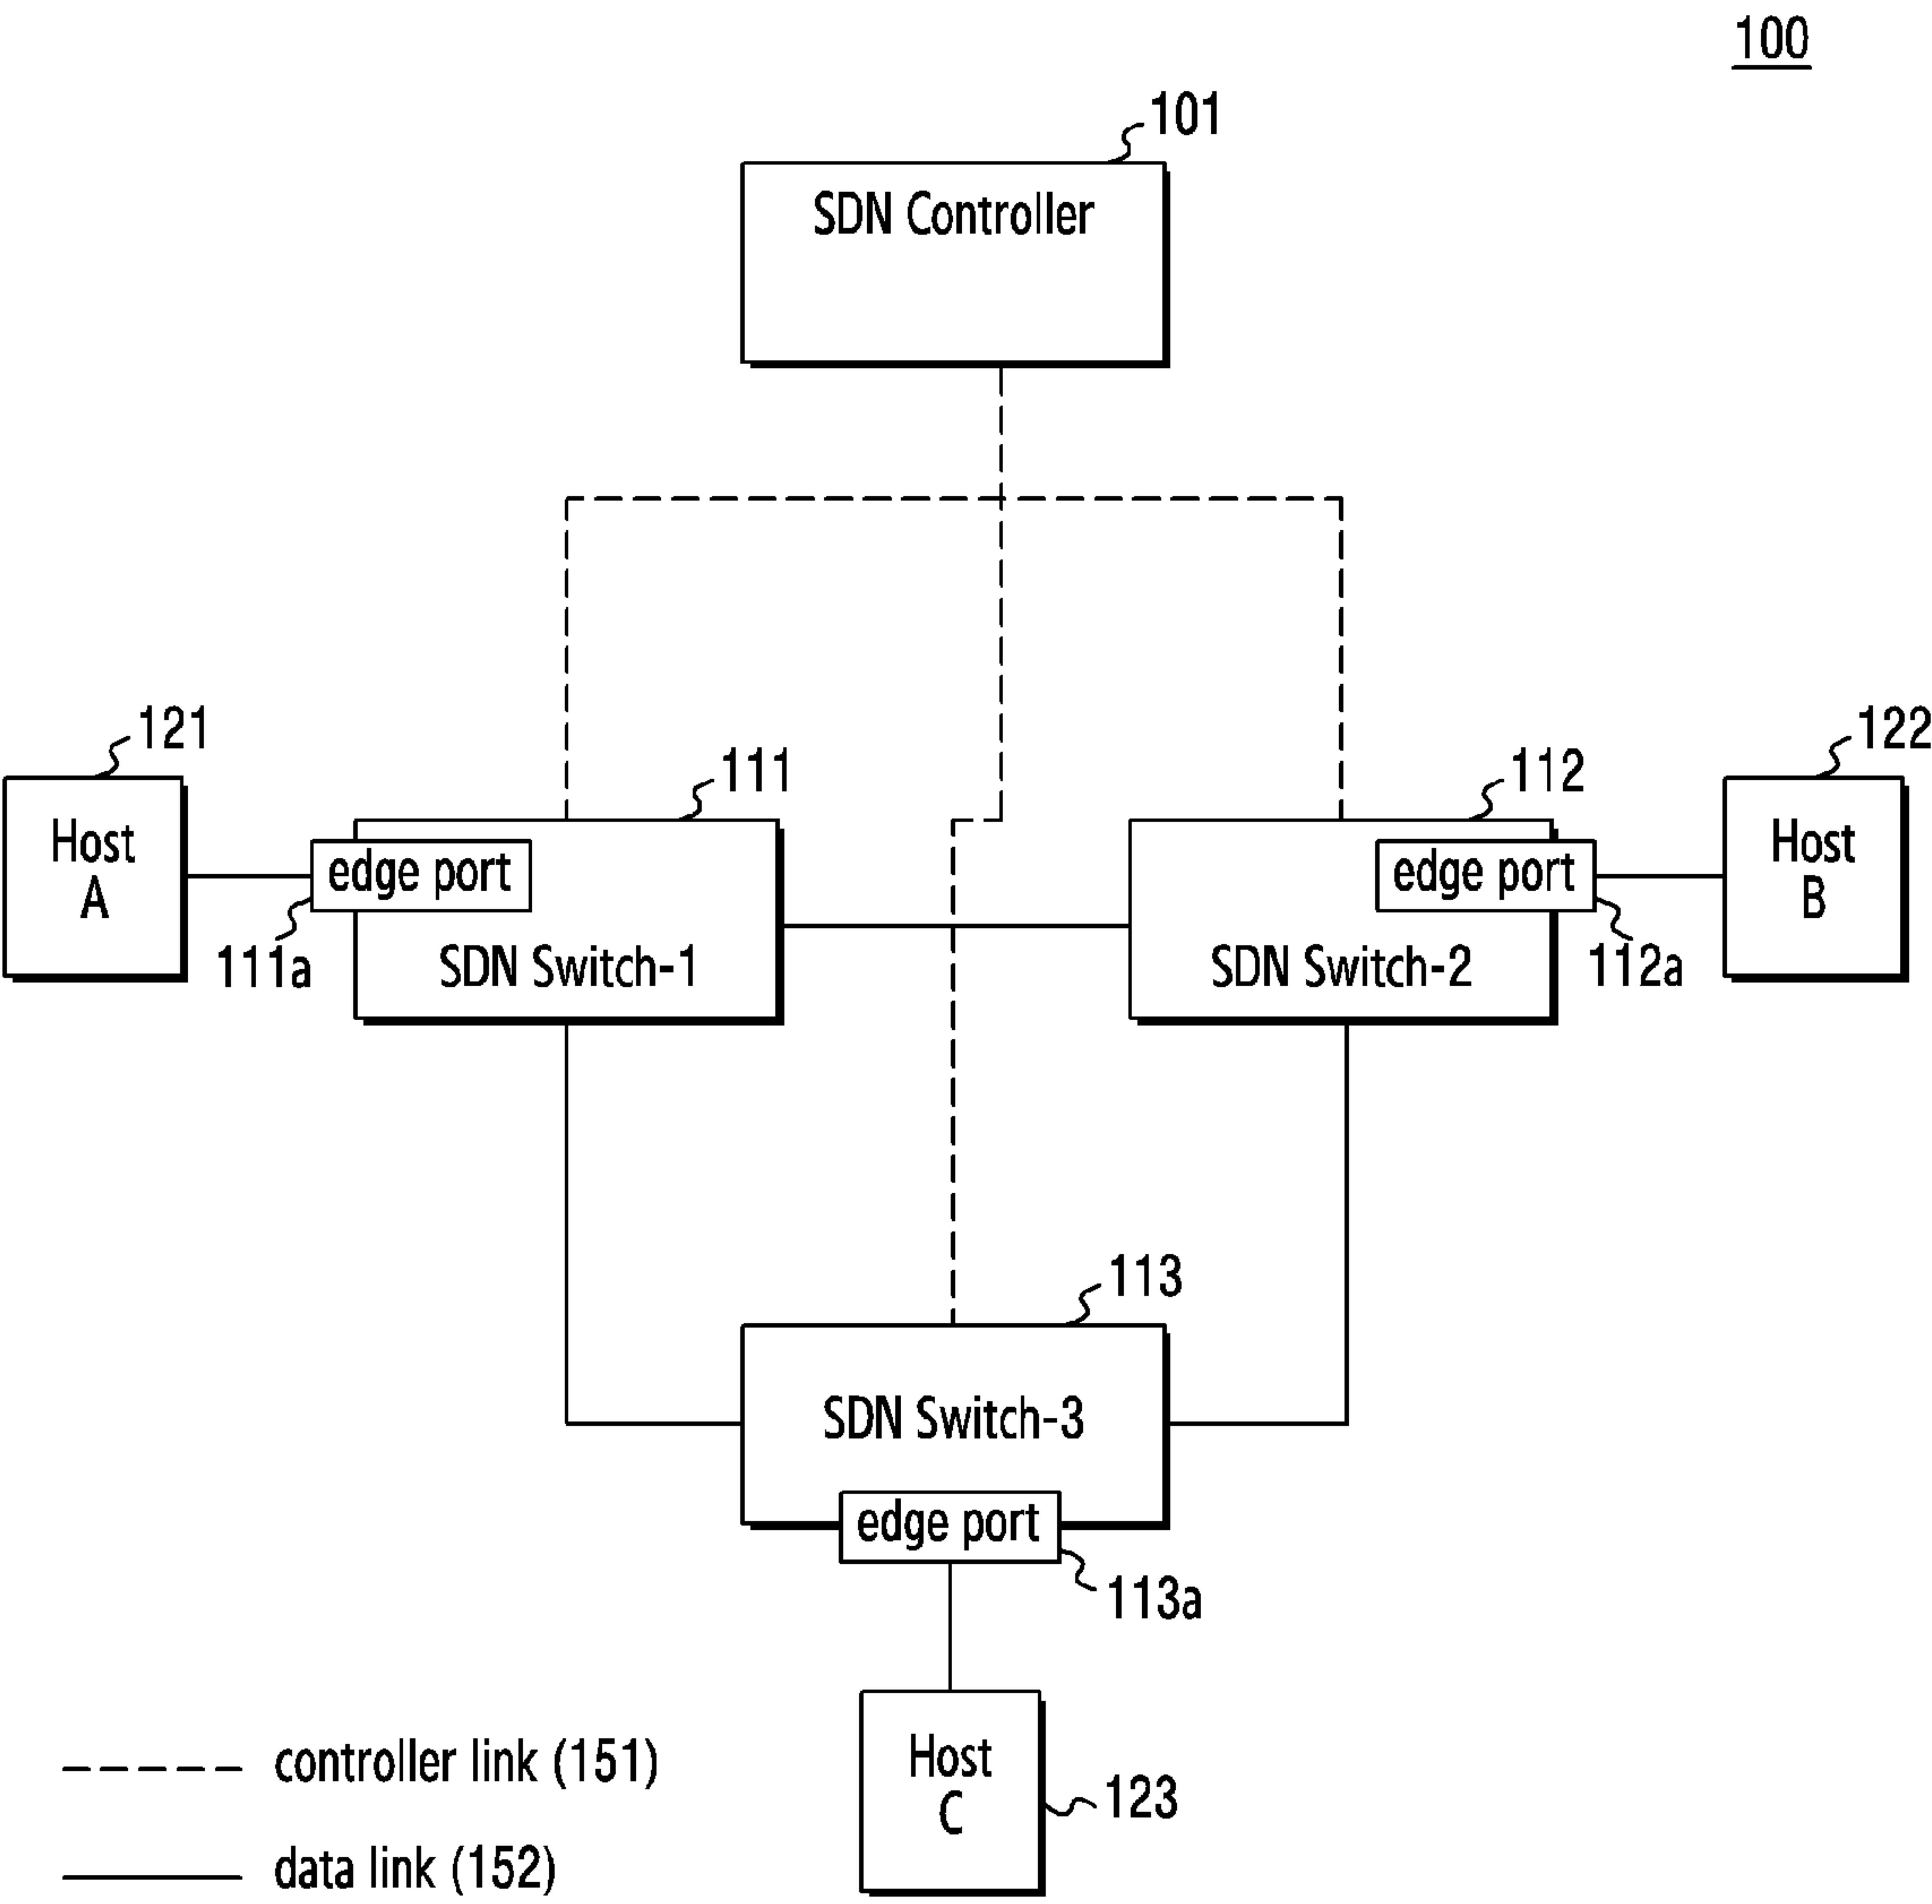 100
101
SDN Controller
121
111
112
122
Host
A
edge port
edge port
Host
B
111a
SDN Switch-1
SDN Switch-2
112a
113
SDN Switch-3
edge port
113a
Host
C
123
controller link (151)
data link (152)